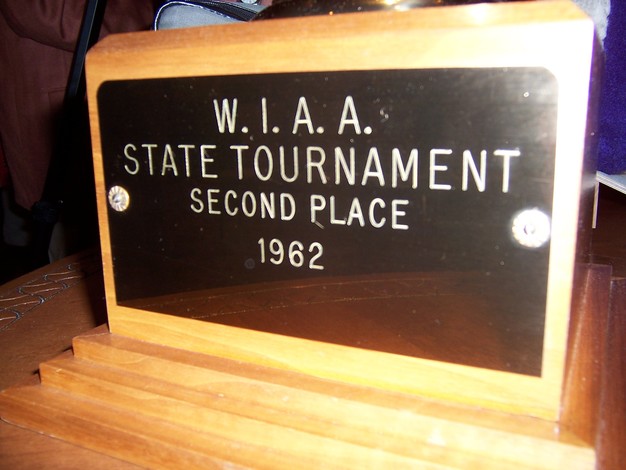 W. I. A. A.
STATE TOURNAMENT
SECOND PLACE
1962